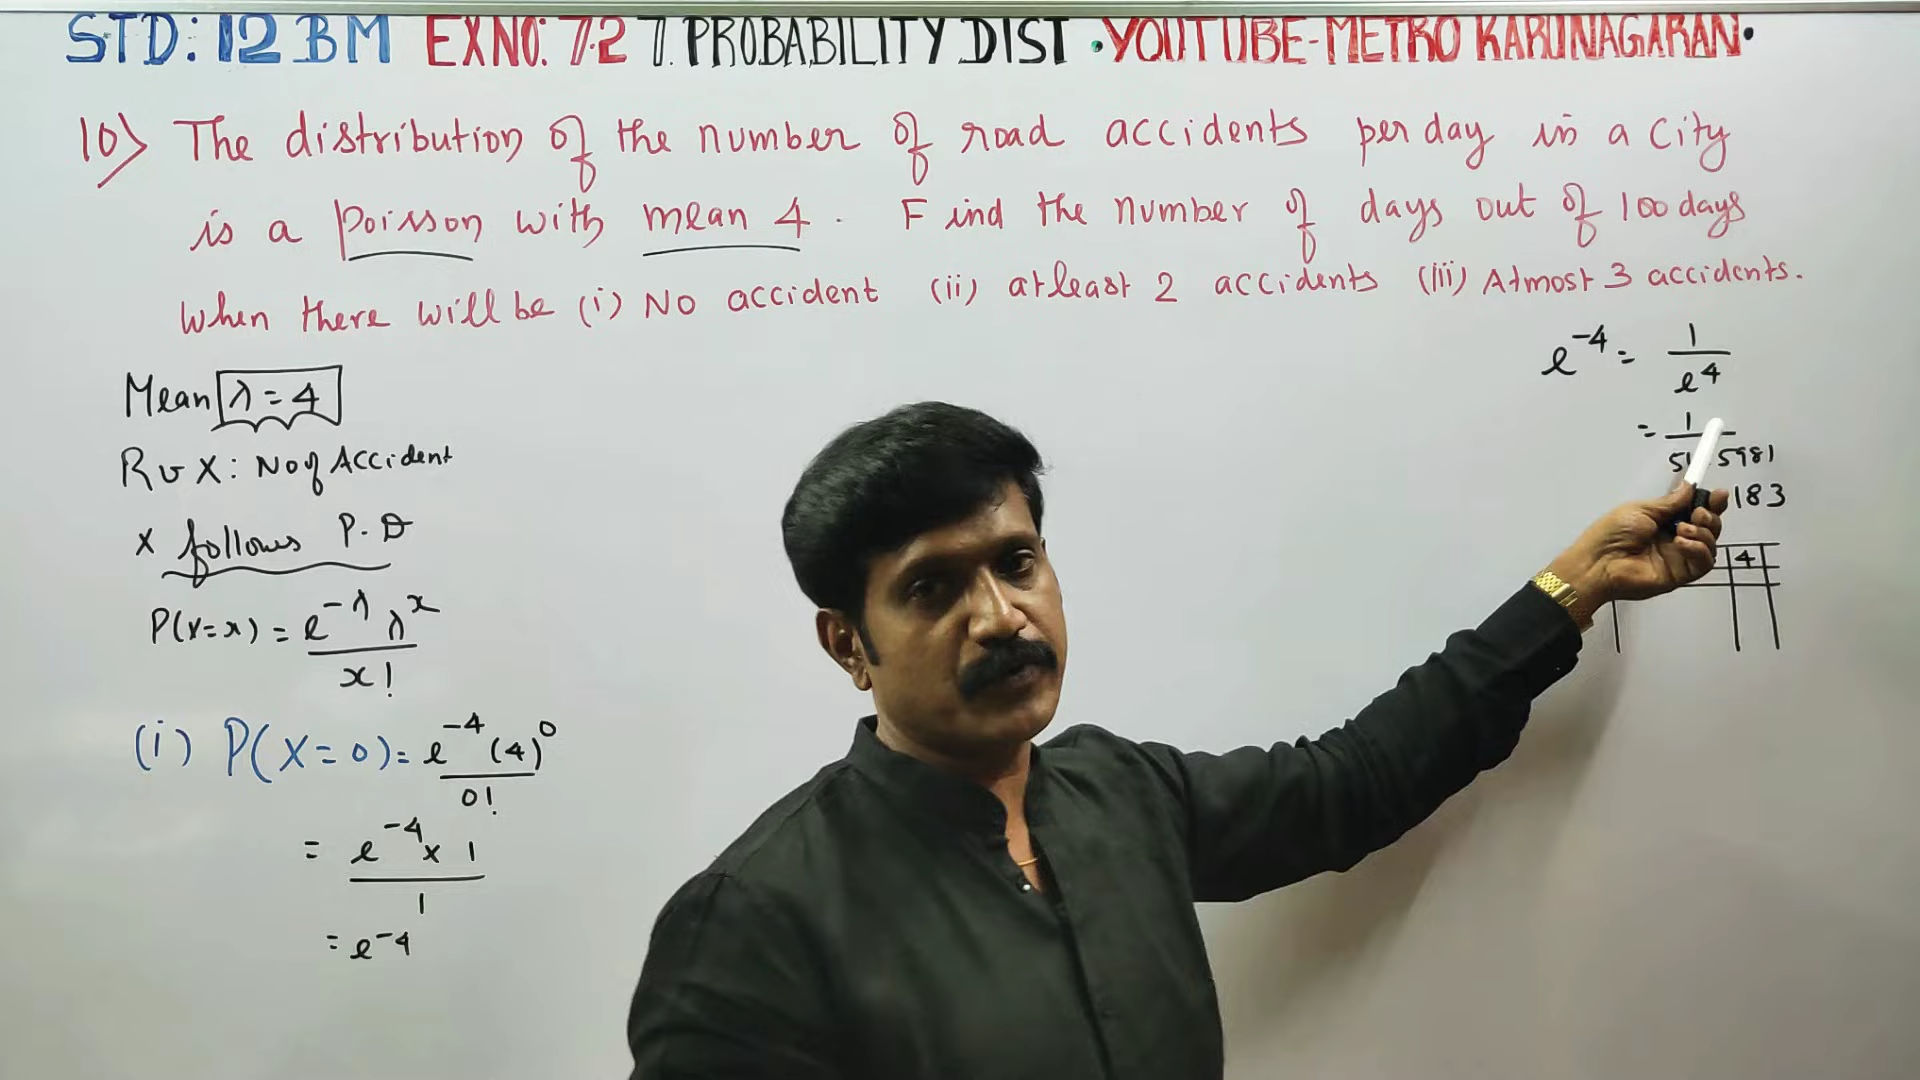 STD: 12 BM EXNO: 7.2 7. PROBABILITY DIST • YOUTUBE-METRO KARUNAGARAN•
10) The distribution of the number of road accidents per day in a City
is a poisson with mean 4. Find the number of days out of 100 days
When there will be (i) No accident (ii) atleast 2 accidents (iii) Atmost 3 accidents.
Mean λ = 4
R v X : No of Accident
X follows P.D
P(X=x) = e^-λ λ^x / x!
(i) P(X=0) = e^-4 (4)^0 / 0!
= e^-4 x 1 / 1
= e^-4
e^-4 = 1 / e^4
= 1 / 5981
183
4